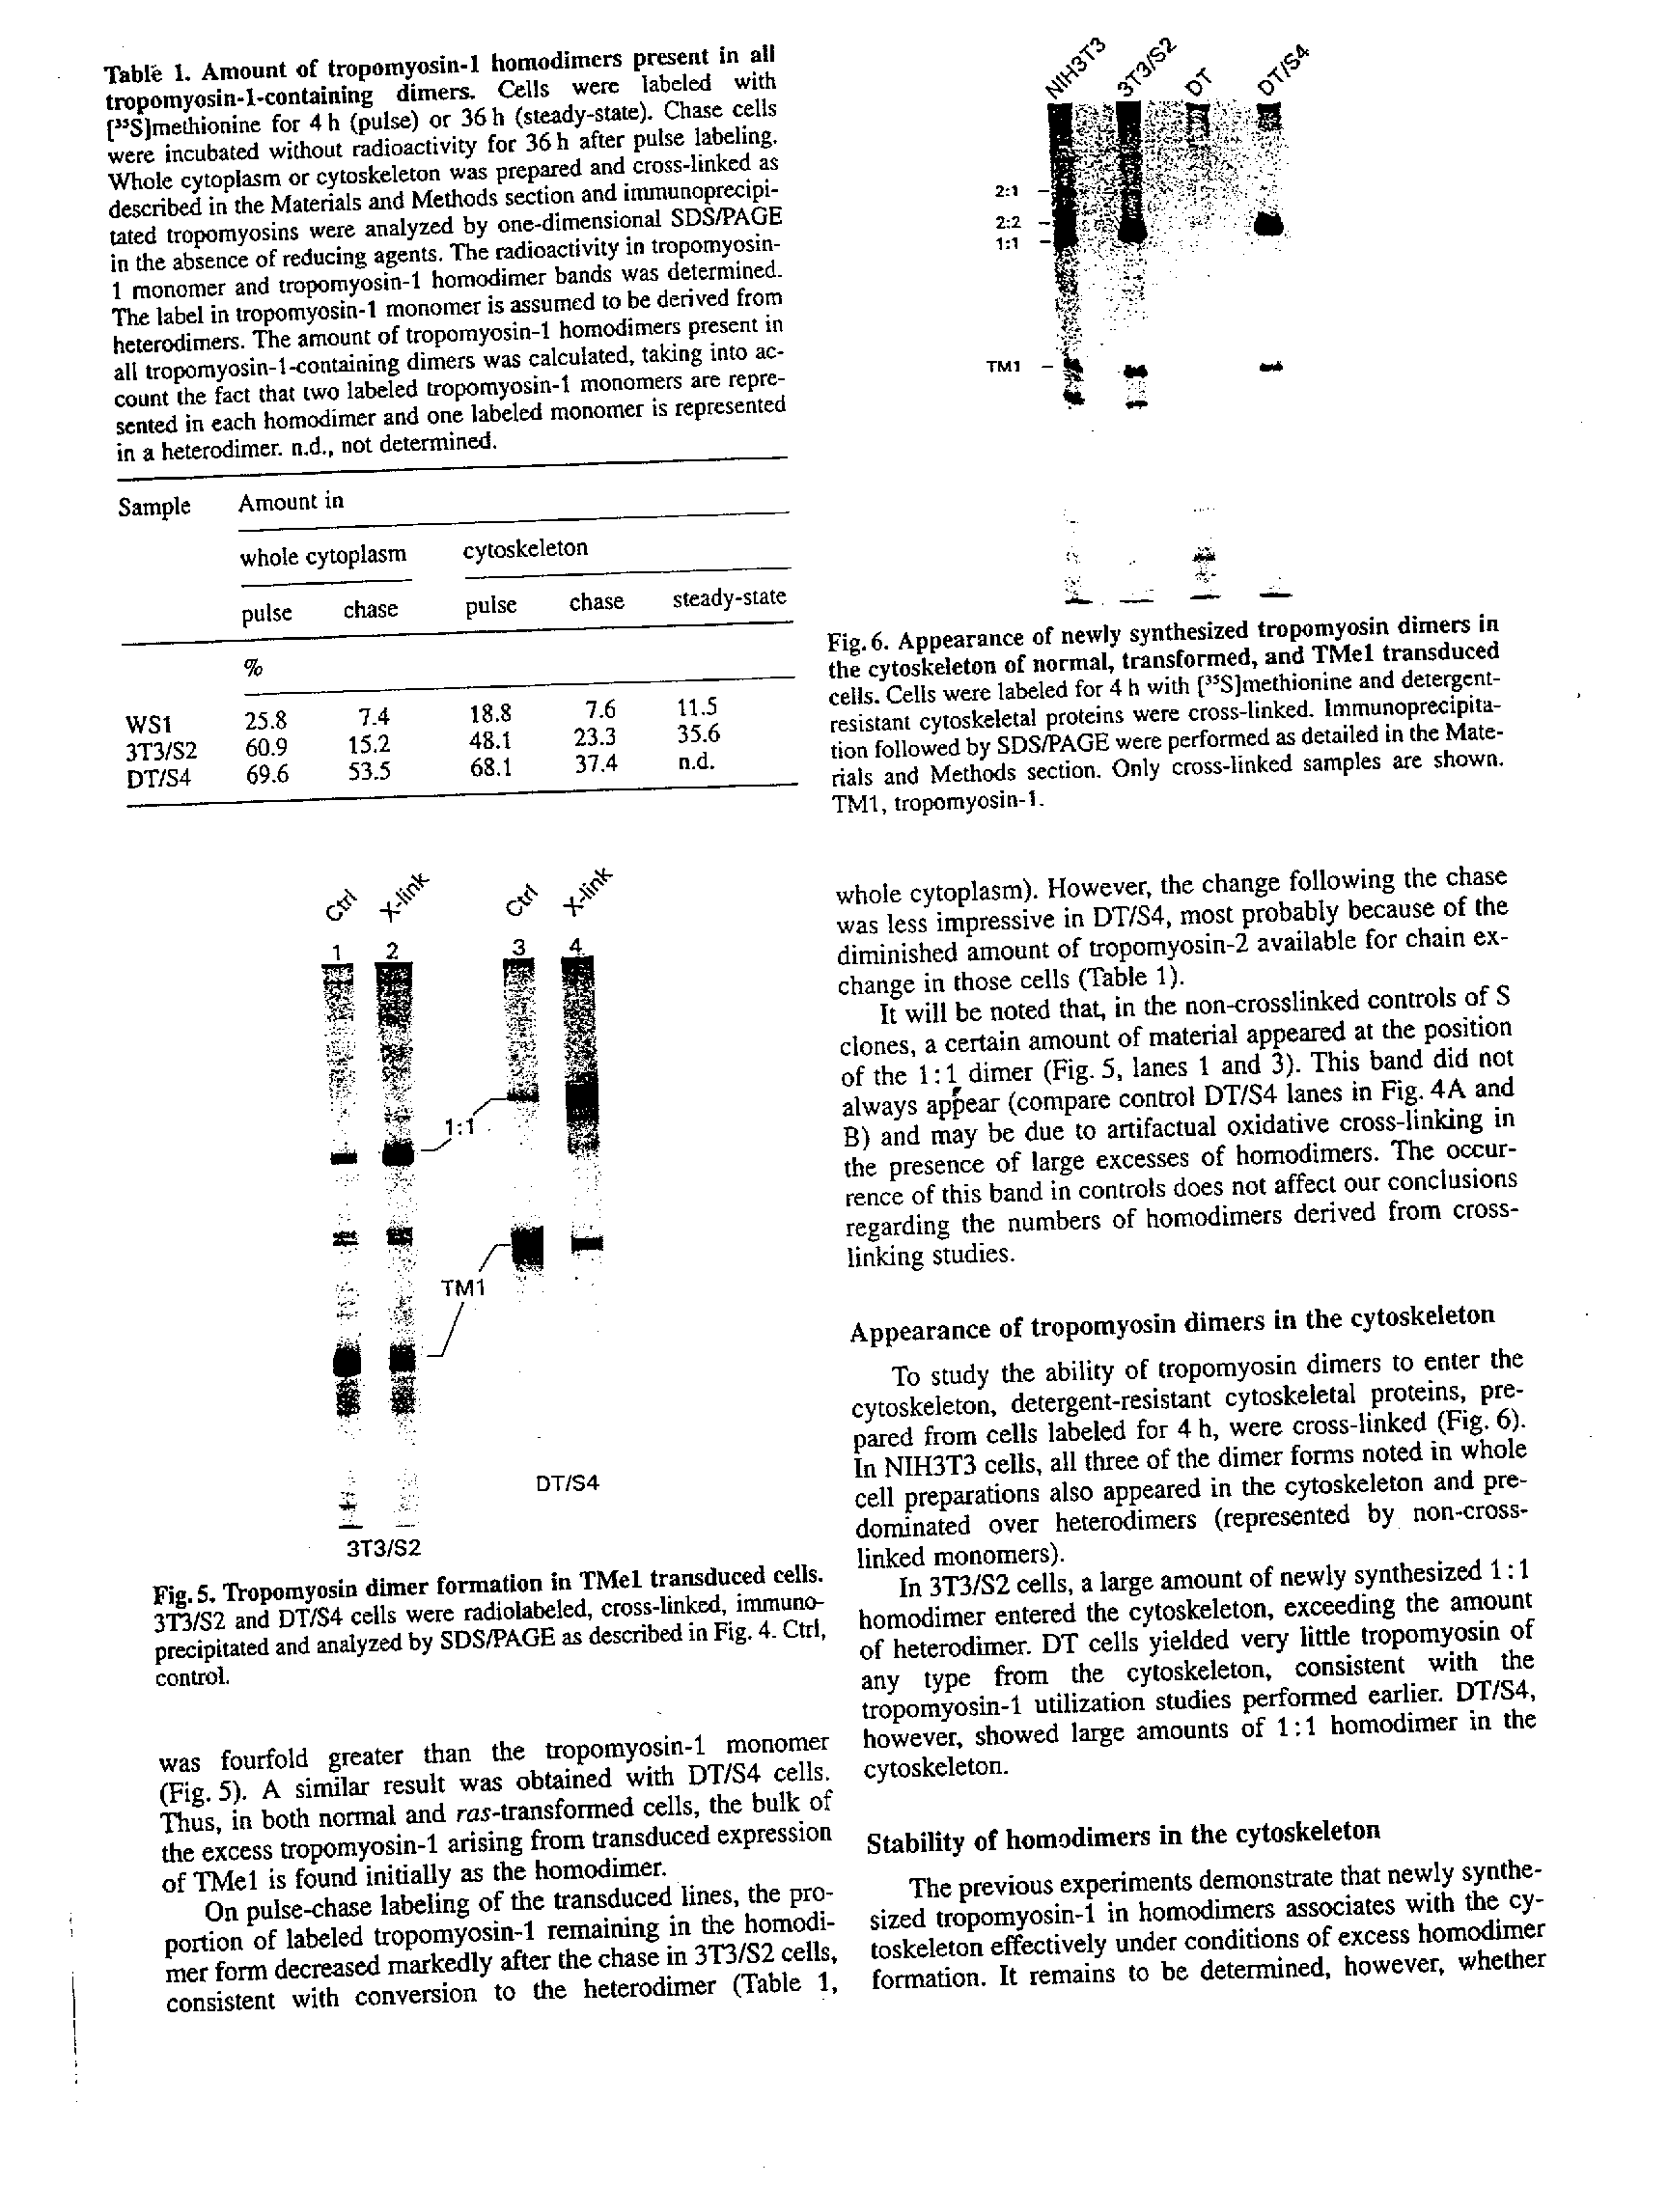 Table 1. Amount of tropomyosin-1 homodimers present in all
tropomyosin-1-containing dimers. Cells were labeled with
[³⁵S]methionine for 4 h (pulse) or 36 h (steady-state). Chase cells
were incubated without radioactivity for 36 h after pulse labeling.
Whole cytoplasm or cytoskeleton was prepared and cross-linked as
described in the Materials and Methods section and immunoprecipi-
tated tropomyosins were analyzed by one-dimensional SDS/PAGE
in the absence of reducing agents. The radioactivity in tropomyosin-
1 monomer and tropomyosin-1 homodimer bands was determined.
The label in tropomyosin-1 monomer is assumed to be derived from
heterodimers. The amount of tropomyosin-1 homodimers present in
all tropomyosin-1-containing dimers was calculated, taking into ac-
count the fact that two labeled tropomyosin-1 monomers are repre-
sented in each homodimer and one labeled monomer is represented
in a heterodimer. n.d., not determined.
Sample Amount in
whole cytoplasm cytoskeleton
pulse chase pulse chase steady-state
%
WS1 25.8 7.4 18.8 7.6 11.5
3T3/S2 60.9 15.2 48.1 23.3 35.6
DT/S4 69.6 53.5 68.1 37.4 n.d.
Ctrl X-link Ctrl X-link
1 2 3 4
1:1
TM1
DT/S4
3T3/S2
Fig. 5. Tropomyosin dimer formation in TMe1 transduced cells.
3T3/S2 and DT/S4 cells were radiolabeled, cross-linked, immuno-
precipitated and analyzed by SDS/PAGE as described in Fig. 4. Ctrl,
control.
was fourfold greater than the tropomyosin-1 monomer
(Fig. 5). A similar result was obtained with DT/S4 cells.
Thus, in both normal and ras-transformed cells, the bulk of
the excess tropomyosin-1 arising from transduced expression
of TMe1 is found initially as the homodimer.
On pulse-chase labeling of the transduced lines, the pro-
portion of labeled tropomyosin-1 remaining in the homodi-
mer form decreased markedly after the chase in 3T3/S2 cells,
consistent with conversion to the heterodimer (Table 1,
NIH3T3 3T3/S2 DT DT/S4
2:1
2:2
1:1
TM1
Fig. 6. Appearance of newly synthesized tropomyosin dimers in
the cytoskeleton of normal, transformed, and TMe1 transduced
cells. Cells were labeled for 4 h with [³⁵S]methionine and detergent-
resistant cytoskeletal proteins were cross-linked. Immunoprecipita-
tion followed by SDS/PAGE were performed as detailed in the Mate-
rials and Methods section. Only cross-linked samples are shown.
TM1, tropomyosin-1.
whole cytoplasm). However, the change following the chase
was less impressive in DT/S4, most probably because of the
diminished amount of tropomyosin-2 available for chain ex-
change in those cells (Table 1).
It will be noted that, in the non-crosslinked controls of S
clones, a certain amount of material appeared at the position
of the 1:1 dimer (Fig. 5, lanes 1 and 3). This band did not
always appear (compare control DT/S4 lanes in Fig. 4A and
B) and may be due to artifactual oxidative cross-linking in
the presence of large excesses of homodimers. The occur-
rence of this band in controls does not affect our conclusions
regarding the numbers of homodimers derived from cross-
linking studies.
Appearance of tropomyosin dimers in the cytoskeleton
To study the ability of tropomyosin dimers to enter the
cytoskeleton, detergent-resistant cytoskeletal proteins, pre-
pared from cells labeled for 4 h, were cross-linked (Fig. 6).
In NIH3T3 cells, all three of the dimer forms noted in whole
cell preparations also appeared in the cytoskeleton and pre-
dominated over heterodimers (represented by non-cross-
linked monomers).
In 3T3/S2 cells, a large amount of newly synthesized 1:1
homodimer entered the cytoskeleton, exceeding the amount
of heterodimer. DT cells yielded very little tropomyosin of
any type from the cytoskeleton, consistent with the
tropomyosin-1 utilization studies performed earlier. DT/S4,
however, showed large amounts of 1:1 homodimer in the
cytoskeleton.
Stability of homodimers in the cytoskeleton
The previous experiments demonstrate that newly synthe-
sized tropomyosin-1 in homodimers associates with the cy-
toskeleton effectively under conditions of excess homodimer
formation. It remains to be determined, however, whether